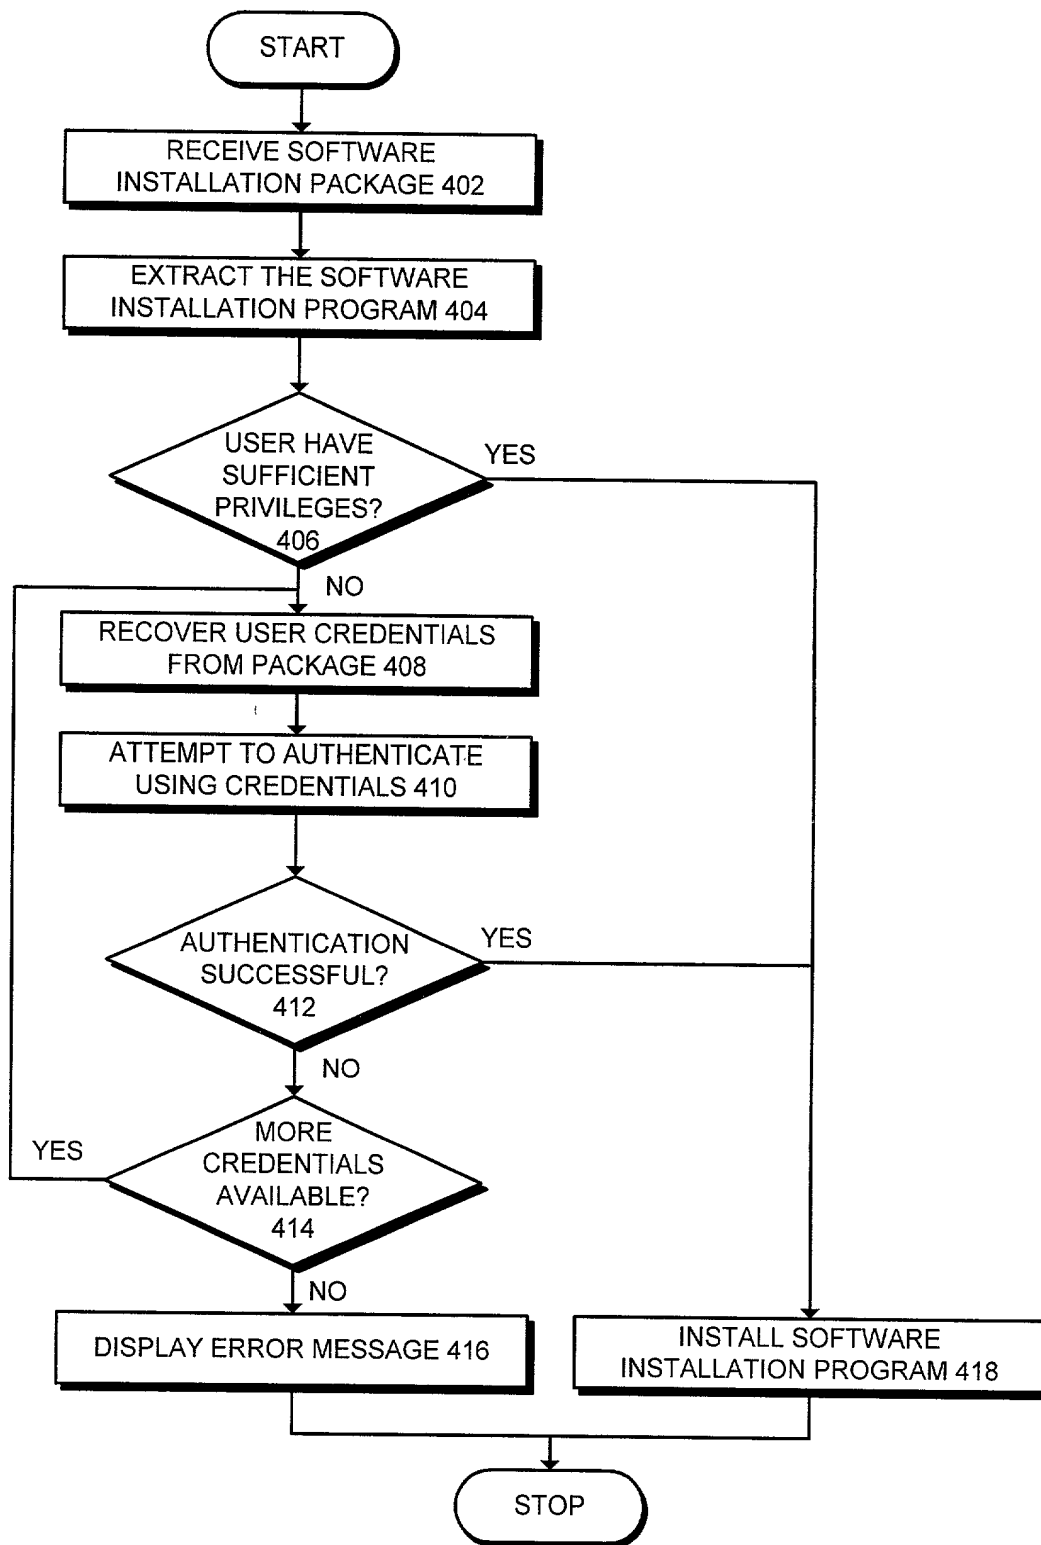 START
RECEIVE SOFTWARE
INSTALLATION PACKAGE 402
EXTRACT THE SOFTWARE
INSTALLATION PROGRAM 404
USER HAVE
SUFFICIENT
PRIVILEGES?
406
YES
NO
RECOVER USER CREDENTIALS
FROM PACKAGE 408
ATTEMPT TO AUTHENTICATE
USING CREDENTIALS 410
AUTHENTICATION
SUCCESSFUL?
412
YES
NO
MORE
CREDENTIALS
AVAILABLE?
414
YES
NO
DISPLAY ERROR MESSAGE 416
INSTALL SOFTWARE
INSTALLATION PROGRAM 418
STOP